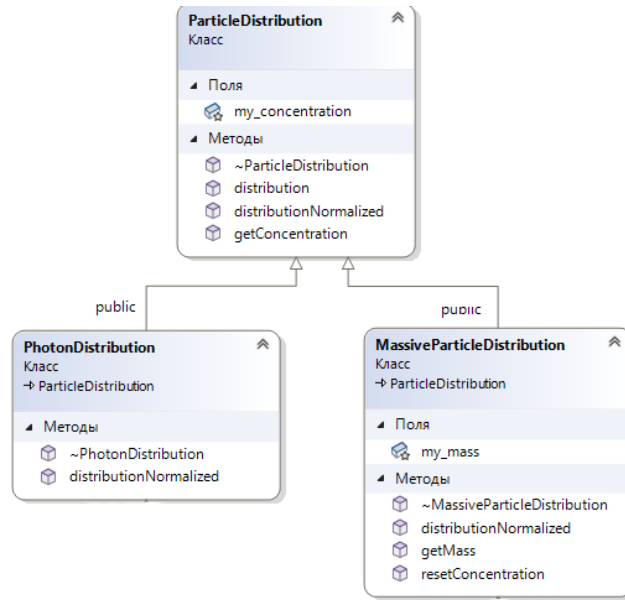 ParticleDistribution
Класс
Поля
my_concentration
Методы
~ParticleDistribution
distribution
distributionNormalized
getConcentration
public
public
PhotonDistribution
Класс
ParticleDistribution
Методы
~PhotonDistribution
distributionNormalized
MassiveParticleDistribution
Класс
ParticleDistribution
Поля
my_mass
Методы
~MassiveParticleDistribution
distributionNormalized
getMass
resetConcentration